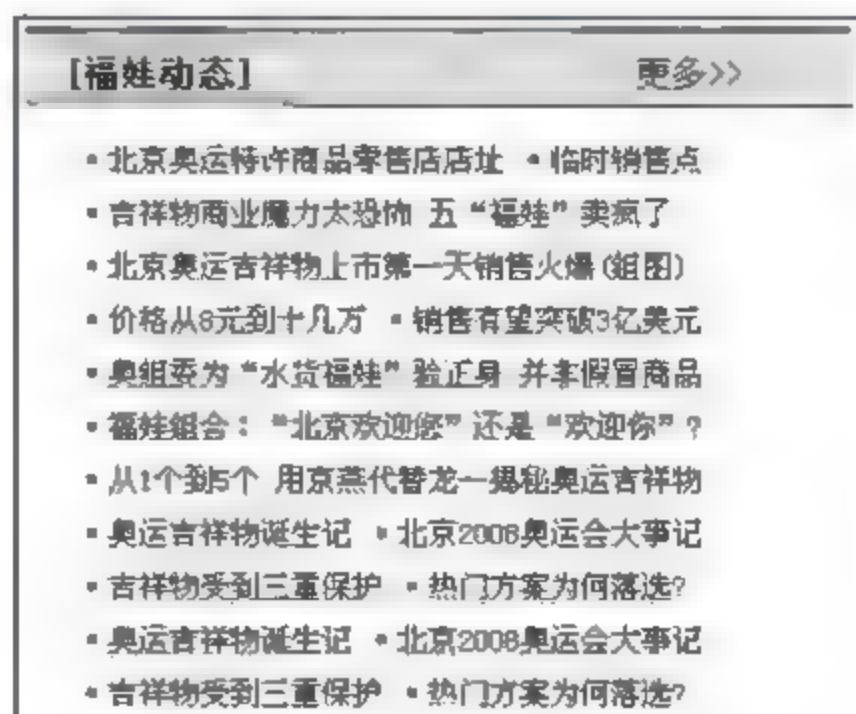 [福娃动态] 更多>>
•北京奥运特许商品零售店店址 •临时销售点
•吉祥物商业魔力太恐怖 五“福娃”卖疯了
•北京奥运吉祥物上市第一天销售火爆(组图)
•价格从6元到十几万 •销售有望突破3亿美元
•奥组委为“水货福娃”验正身 并非假冒商品
•福娃组合：“北京欢迎您”还是“欢迎你”?
•从1个到5个 用京燕代替龙—揭秘奥运吉祥物
•奥运吉祥物诞生记 •北京2008奥运会大事记
•吉祥物受到三重保护 •热门方案为何落选?
•奥运吉祥物诞生记 •北京2008奥运会大事记
•吉祥物受到三重保护 •热门方案为何落选?